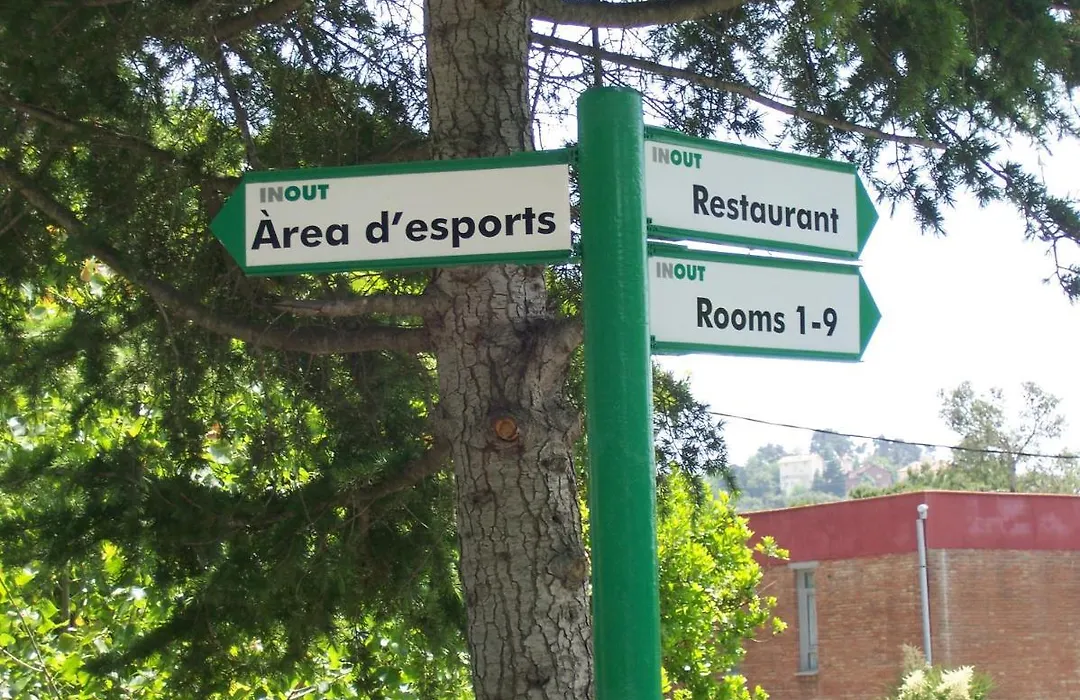 INOUT
Àrea d'esports
INOUT
Restaurant
INOUT
Rooms 1-9